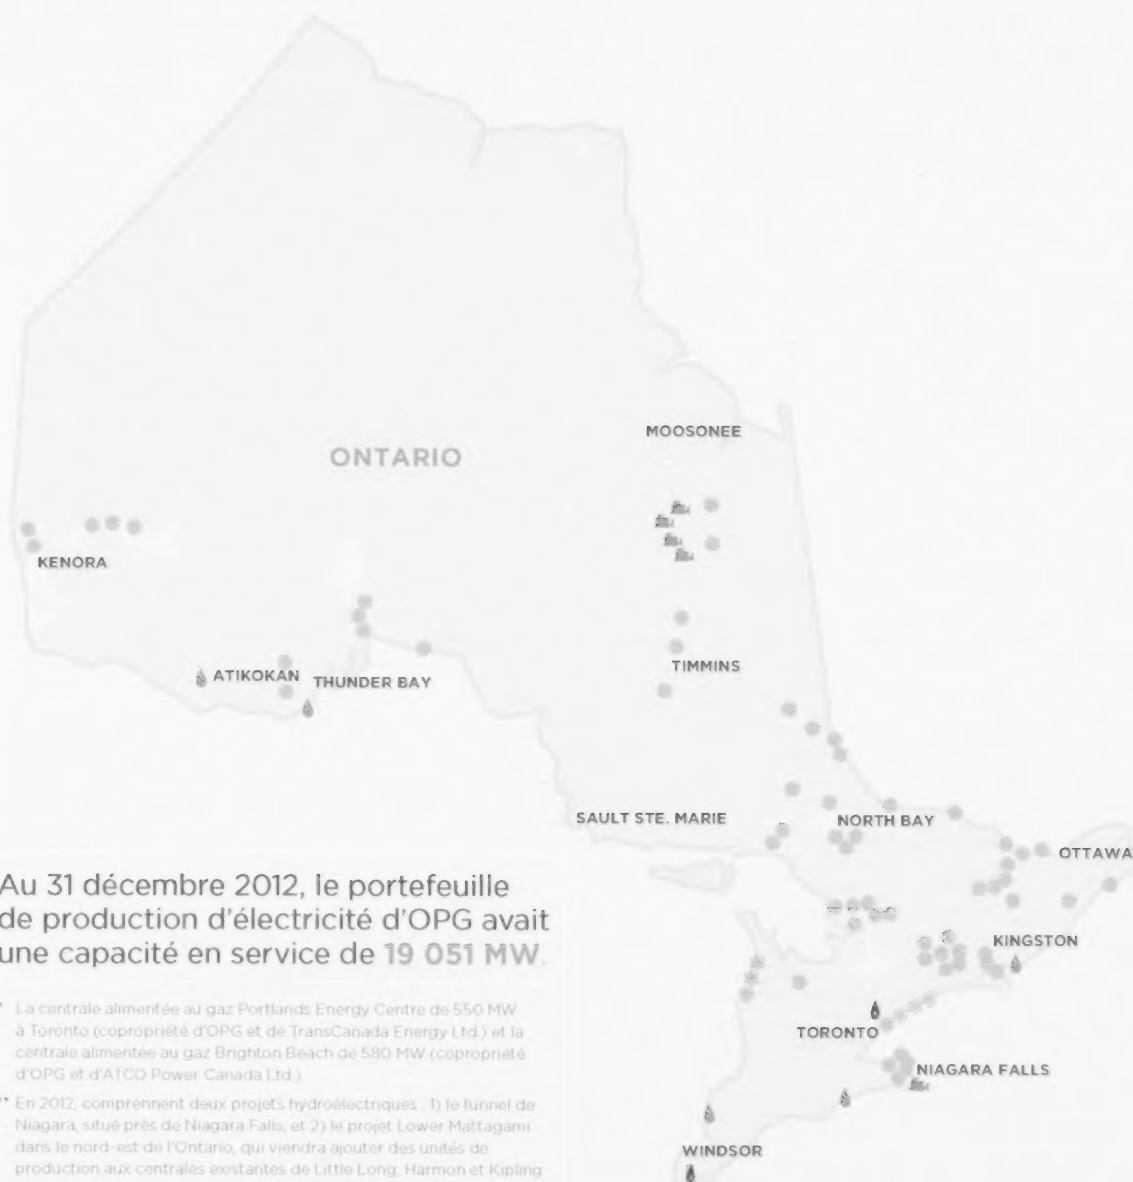 MOOSONEE
ONTARIO
KENORA
TIMMINS
ATIKOKAN
THUNDER BAY
SAULT STE. MARIE
NORTH BAY
OTTAWA
Au 31 décembre 2012, le portefeuille
de production d'électricité d'OPG avait
une capacité en service de 19 051 MW.
KINGSTON
* La centrale alimentée au gaz Portlands Energy Centre de 550 MW
à Toronto (copropriété d'OPG et de TransCanada Energy Ltd.) et la
centrale alimentée au gaz Brighton Beach de 580 MW (copropriété
d'OPG et d'ATCO Power Canada Ltd.)
TORONTO
NIAGARA FALLS
** En 2012, comprennent deux projets hydroélectriques : 1) le tunnel de
Niagara, situé près de Niagara Falls, et 2) le projet Lower Mattagami
dans le nord-est de l'Ontario, qui viendra ajouter des unités de
production aux centrales existantes de Little Long, Harmon et Kipling
WINDSOR